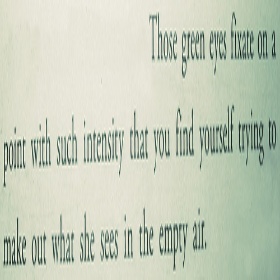 Those green eyes fixate on a
point with such intensity that you find yourself trying to
make out what she sees in the empty air.